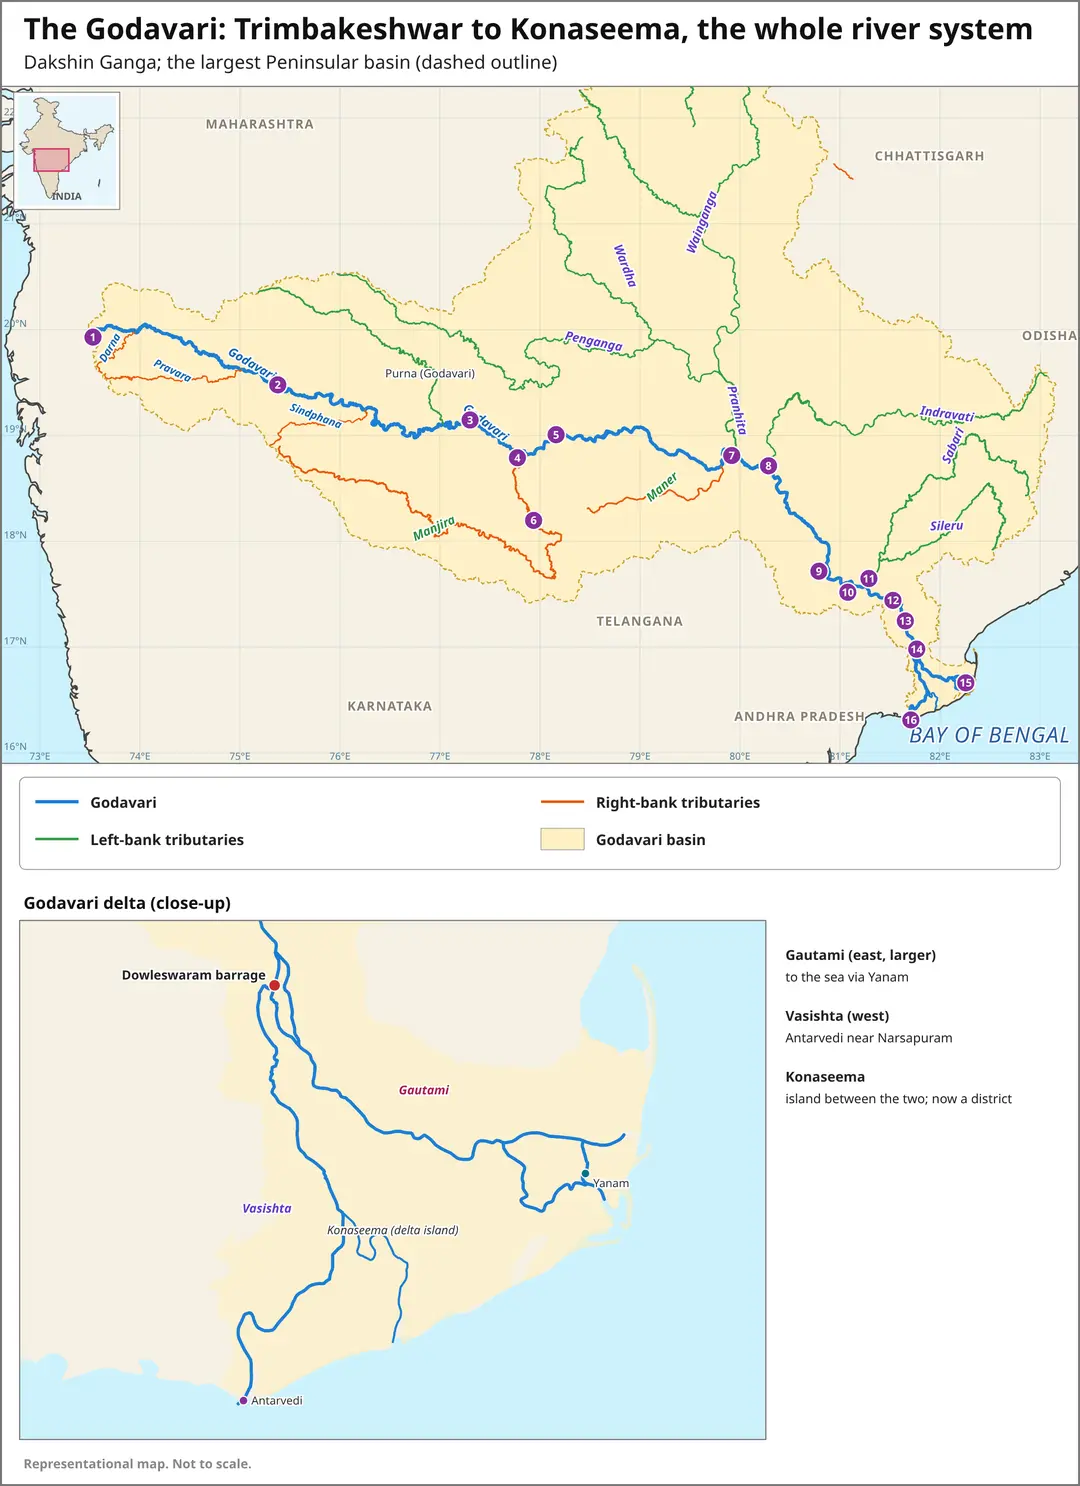 The Godavari: Trimbakeshwar to Konaseema, the whole river system
Dakshin Ganga; the largest Peninsular basin (dashed outline)
MAHARASHTRA
CHHATTISGARH
INDIA
22
21°N
Wainganga
Wardha
20°N
ODISHA
1
Darna
Pravara
Godavari
Penganga
Purna (Godavari)
2
Sindphana
Pranhita
Indravati
19°N
3
Godavari
4
5
Sabari
7
8
Maner
Manjira
6
Sileru
18°N
9
10
11
12
13
TELANGANA
17°N
14
15
KARNATAKA
ANDHRA PRADESH
16
BAY OF BENGAL
16°N
73°E
74°E
75°E
76°E
77°E
78°E
79°E
80°E
81°E
82°E
83°E
Godavari
Right-bank tributaries
Left-bank tributaries
Godavari basin
Godavari delta (close-up)
Dowleswaram barrage
Gautami
Yanam
Vasishta
Konaseema (delta island)
Antarvedi
Gautami (east, larger)
to the sea via Yanam
Vasishta (west)
Antarvedi near Narsapuram
Konaseema
island between the two; now a district
Representational map. Not to scale.